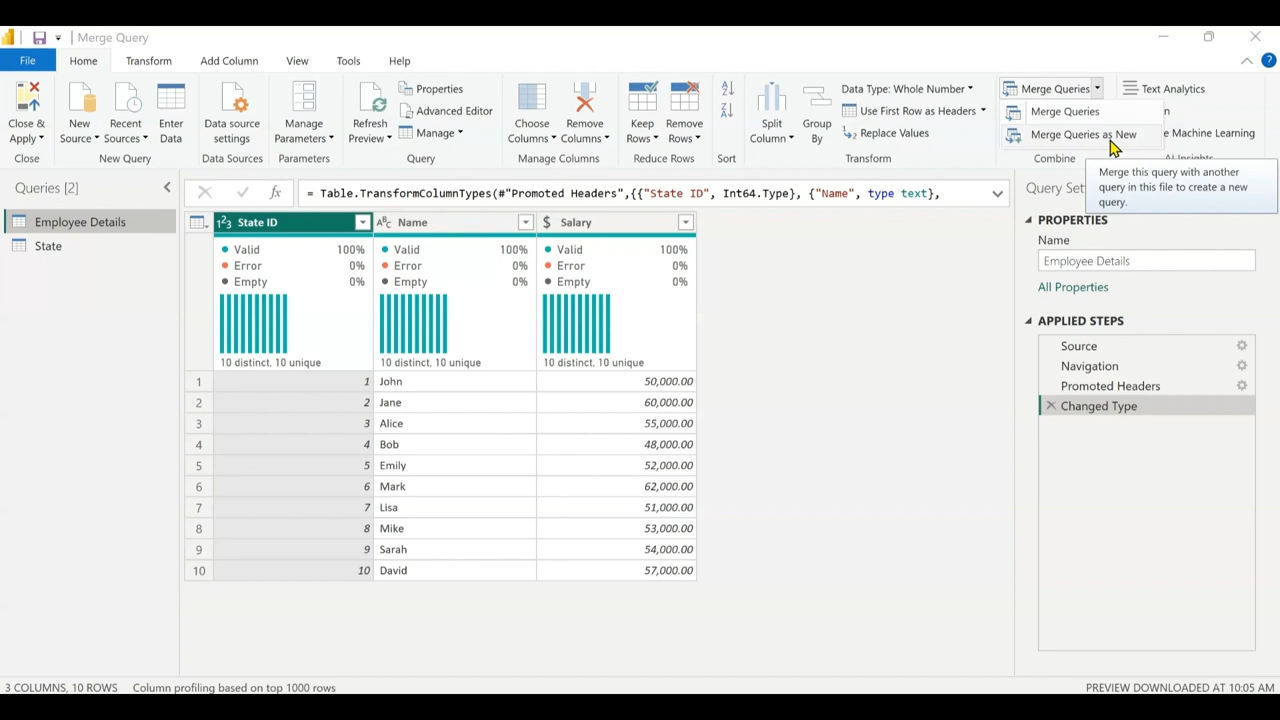 Merge Query
File
Home
Transform
Add Column
View
Tools
Help
Close &
Apply
Close
New
Source
Recent
Sources
Enter
Data
New Query
Data source
settings
Data Sources
Manage
Parameters
Parameters
Refresh
Preview
Properties
Advanced Editor
Manage
Query
Choose
Columns
Remove
Columns
Manage Columns
Keep
Rows
Remove
Rows
Reduce Rows
Sort
Split
Column
Group
By
Data Type: Whole Number
Use First Row as Headers
Replace Values
Transform
Merge Queries
Merge Queries
Merge Queries as New
Combine
Text Analytics
n
e Machine Learning
Merge this query with another
query in this file to create a new
query.
Queries [2]
Employee Details
State
fx
= Table.TransformColumnTypes(#"Promoted Headers",{{"State ID", Int64.Type}, {"Name", type text},
123 State ID
ABC Name
$ Salary
Valid 100%
Error 0%
Empty 0%
10 distinct, 10 unique
Valid 100%
Error 0%
Empty 0%
10 distinct, 10 unique
Valid 100%
Error 0%
Empty 0%
10 distinct, 10 unique
1 1 John 50,000.00
2 2 Jane 60,000.00
3 3 Alice 55,000.00
4 4 Bob 48,000.00
5 5 Emily 52,000.00
6 6 Mark 62,000.00
7 7 Lisa 51,000.00
8 8 Mike 53,000.00
9 9 Sarah 54,000.00
10 10 David 57,000.00
Query Set
PROPERTIES
Name
Employee Details
All Properties
APPLIED STEPS
Source
Navigation
Promoted Headers
Changed Type
3 COLUMNS, 10 ROWS
Column profiling based on top 1000 rows
PREVIEW DOWNLOADED AT 10:05 AM